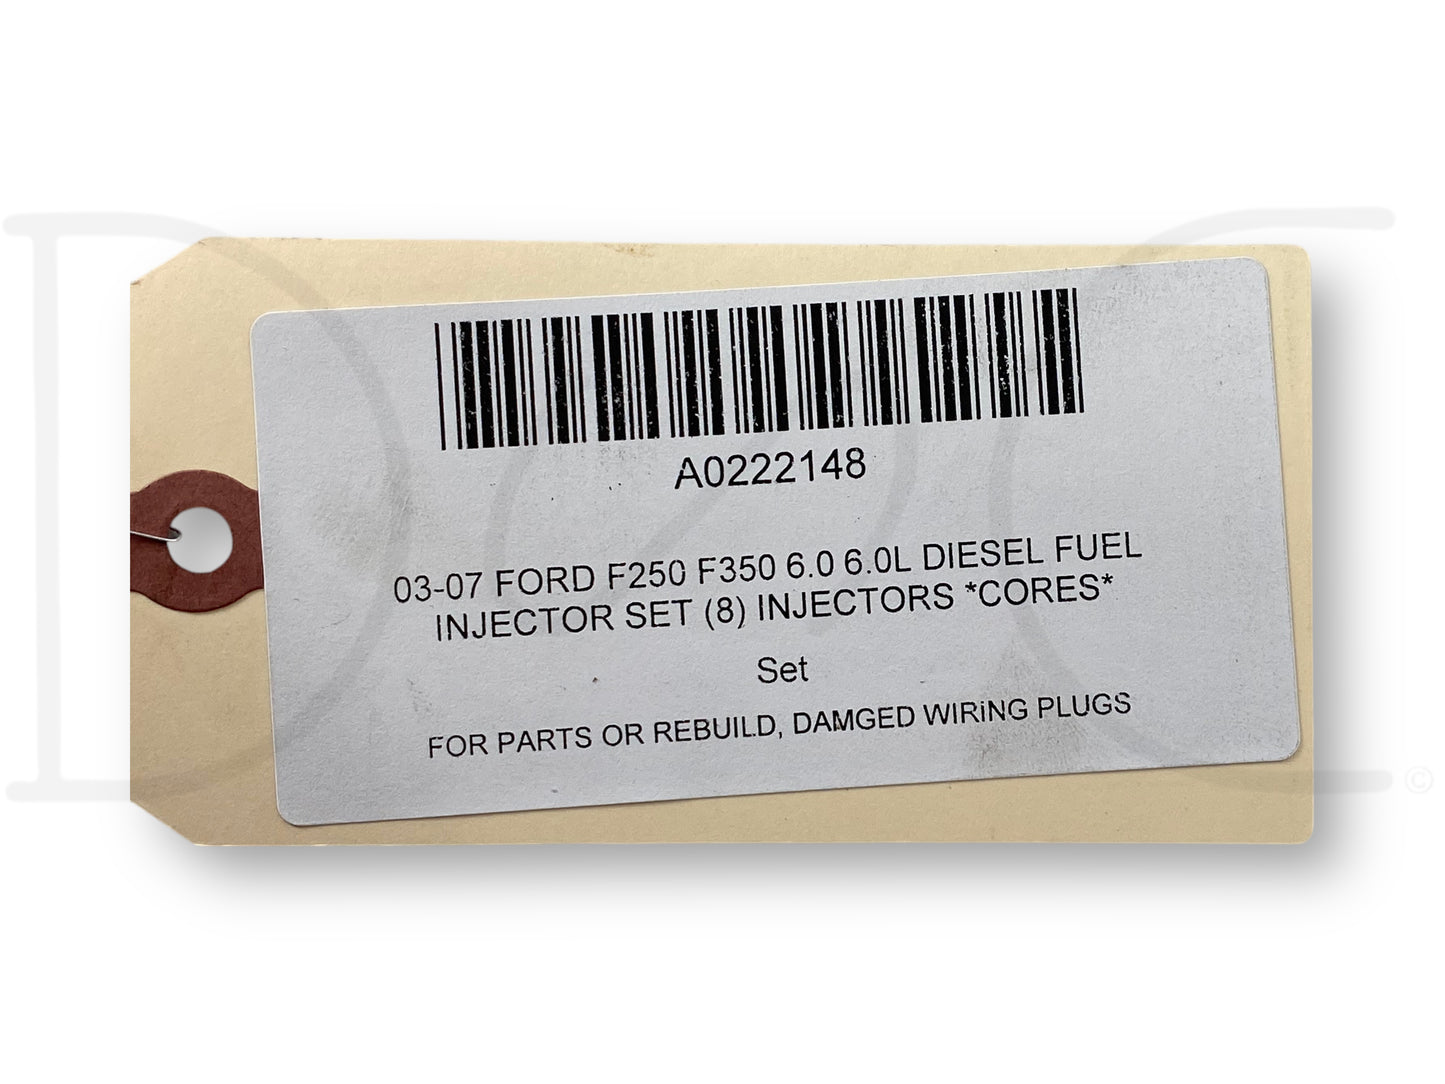 A0222148
03-07 FORD F250 F350 6.0 6.0L DIESEL FUEL
INJECTOR SET (8) INJECTORS *CORES*
Set
FOR PARTS OR REBUILD, DAMGED WIRING PLUGS
©